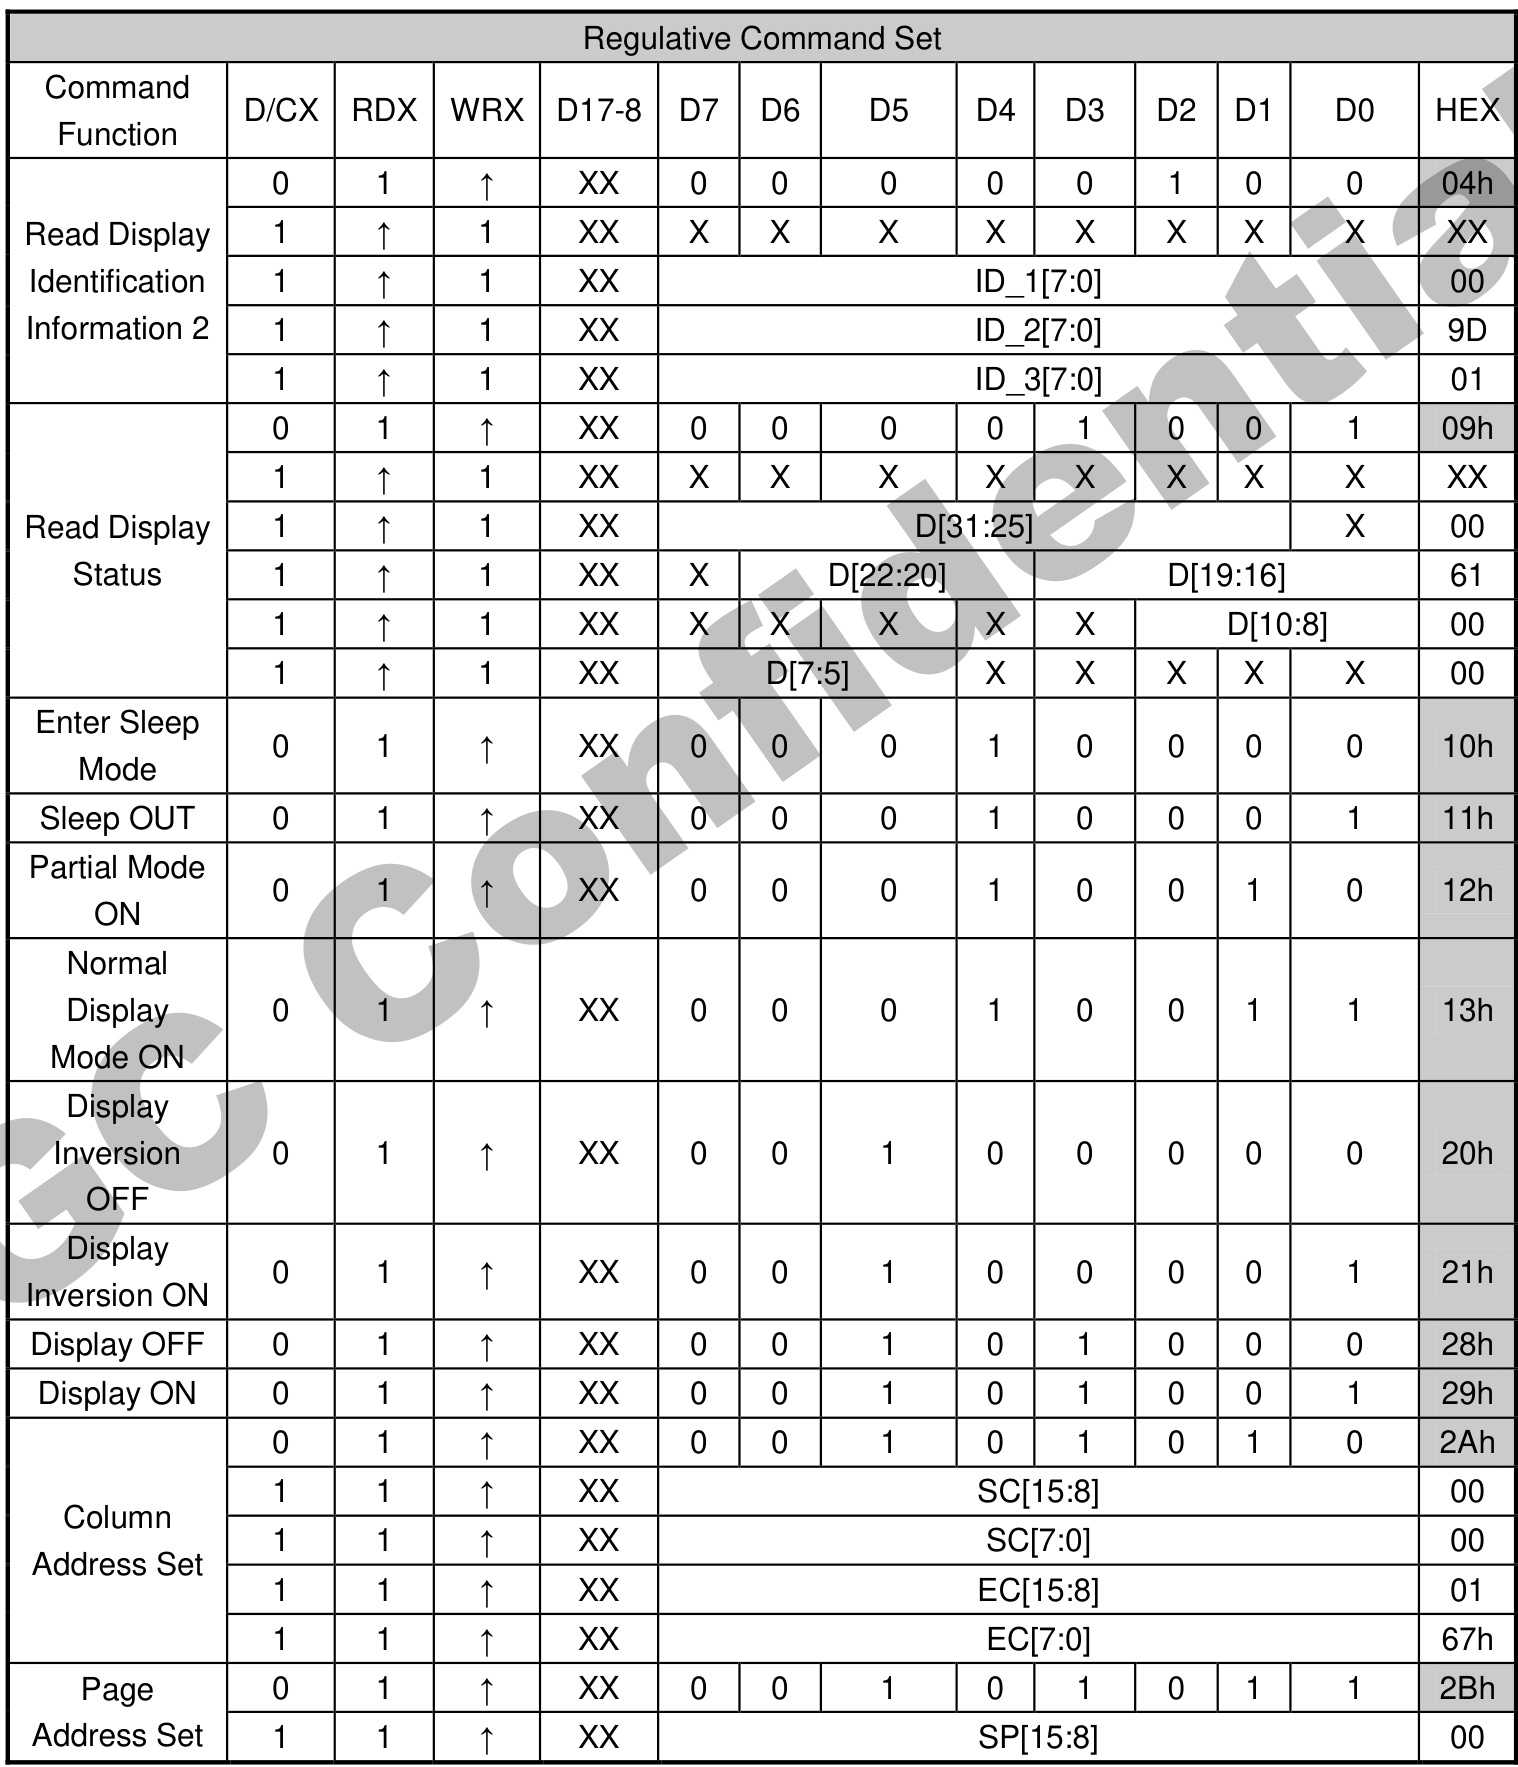 Regulative Command Set
Command Function D/CX RDX WRX D17-8 D7 D6 D5 D4 D3 D2 D1 D0 HEX
Read Display Identification Information 2 0 1 ↑ XX 0 0 0 0 0 1 0 0 04h
1 ↑ 1 XX X X X X X X X X XX
1 ↑ 1 XX ID_1[7:0] 00
1 ↑ 1 XX ID_2[7:0] 9D
1 ↑ 1 XX ID_3[7:0] 01
Read Display Status 0 1 ↑ XX 0 0 0 0 1 0 0 1 09h
1 ↑ 1 XX X X X X X X X X XX
1 ↑ 1 XX D[31:25] X 00
1 ↑ 1 XX X D[22:20] D[19:16] 61
1 ↑ 1 XX X X X X X D[10:8] 00
1 ↑ 1 XX D[7:5] X X X X X 00
Enter Sleep Mode 0 1 ↑ XX 0 0 0 1 0 0 0 0 10h
Sleep OUT 0 1 ↑ XX 0 0 0 1 0 0 0 1 11h
Partial Mode ON 0 1 ↑ XX 0 0 0 1 0 0 1 0 12h
Normal Display Mode ON 0 1 ↑ XX 0 0 0 1 0 0 1 1 13h
Display Inversion OFF 0 1 ↑ XX 0 0 1 0 0 0 0 0 20h
Display Inversion ON 0 1 ↑ XX 0 0 1 0 0 0 0 1 21h
Display OFF 0 1 ↑ XX 0 0 1 0 1 0 0 0 28h
Display ON 0 1 ↑ XX 0 0 1 0 1 0 0 1 29h
Column Address Set 0 1 ↑ XX 0 0 1 0 1 0 1 0 2Ah
1 1 ↑ XX SC[15:8] 00
1 1 ↑ XX SC[7:0] 00
1 1 ↑ XX EC[15:8] 01
1 1 ↑ XX EC[7:0] 67h
Page Address Set 0 1 ↑ XX 0 0 1 0 1 0 1 1 2Bh
1 1 ↑ XX SP[15:8] 00
GC Confidential